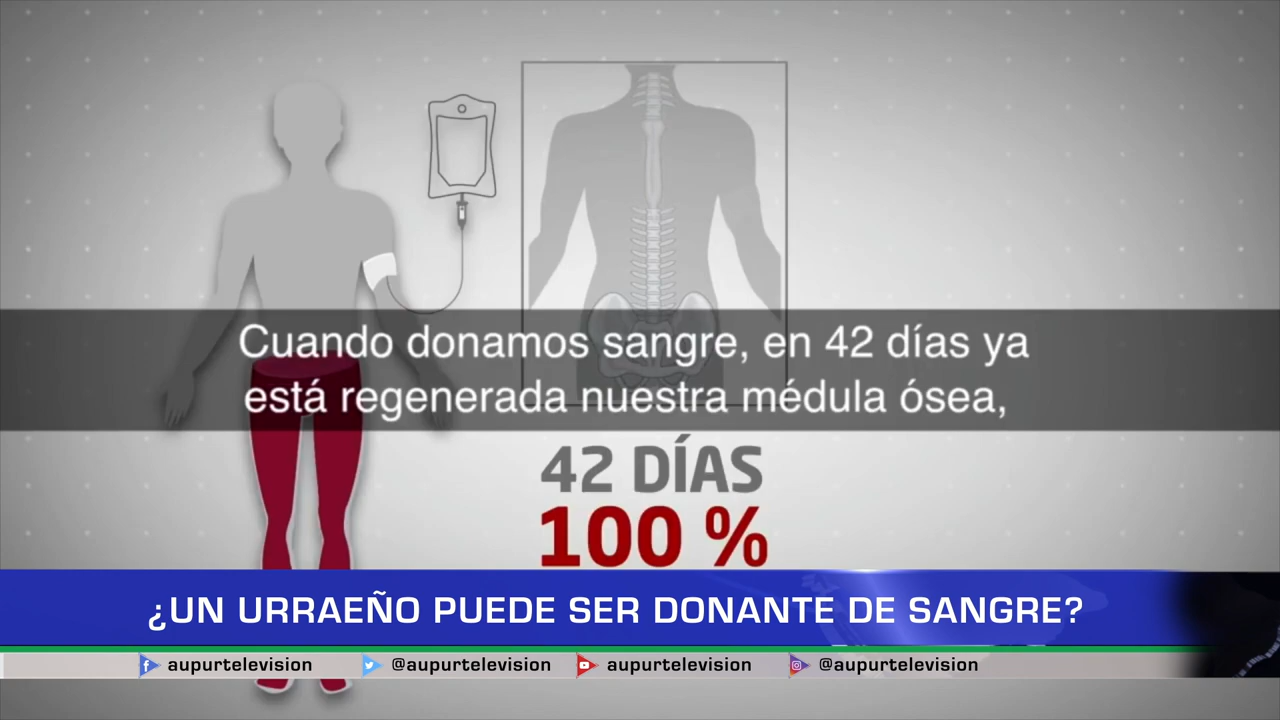 Cuando donamos sangre, en 42 días ya
está regenerada nuestra médula ósea,
42 DÍAS
100 %
¿UN URRAEÑO PUEDE SER DONANTE DE SANGRE?
aupurtelevision @aupurtelevision aupurtelevision @aupurtelevision